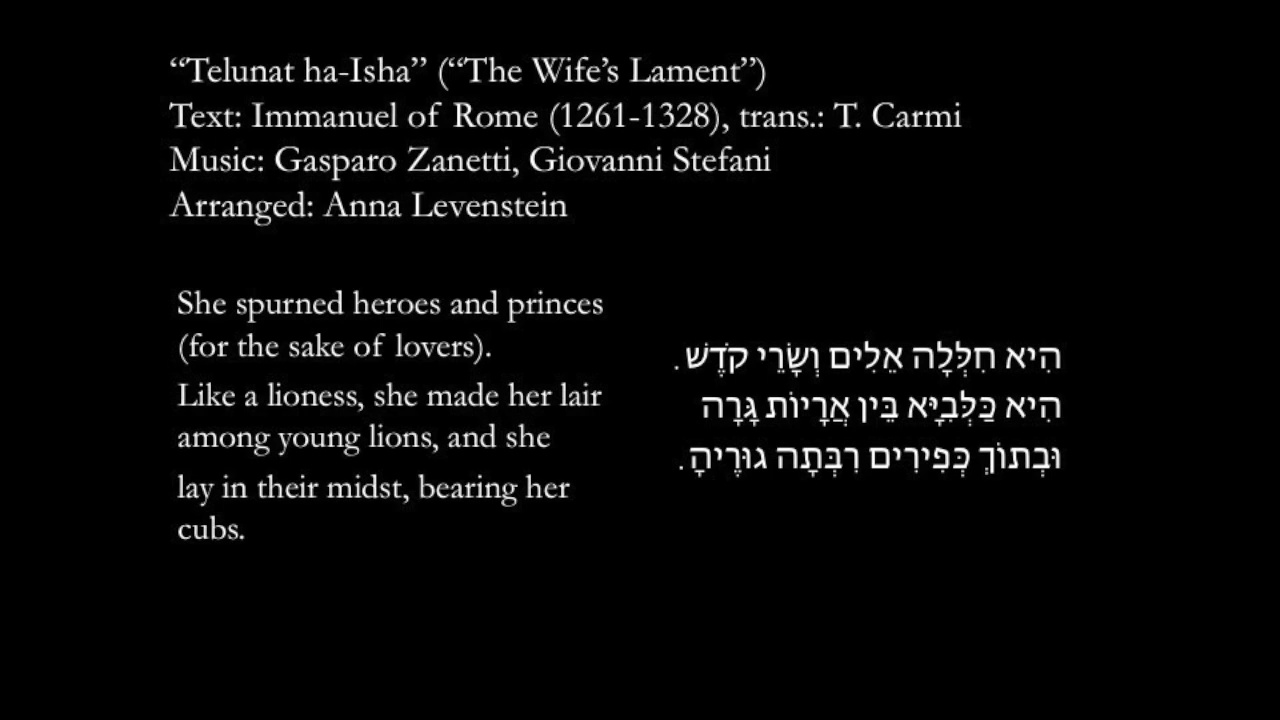 “Telunat ha-Isha” (“The Wife’s Lament”)
Text: Immanuel of Rome (1261-1328), trans.: T. Carmi
Music: Gasparo Zanetti, Giovanni Stefani
Arranged: Anna Levenstein
She spurned heroes and princes
(for the sake of lovers).
Like a lioness, she made her lair
among young lions, and she
lay in their midst, bearing her
cubs.
הִיא חִלְּלָה אֵלִים וְשָׂרֵי קֹדֶשׁ.
הִיא כַּלְּבִיָּא בֵּין אֲרָיוֹת גָּרָה
וּבְתוֹךְ כְּפִירִים רִבְּתָה גוּרֶיהָ.